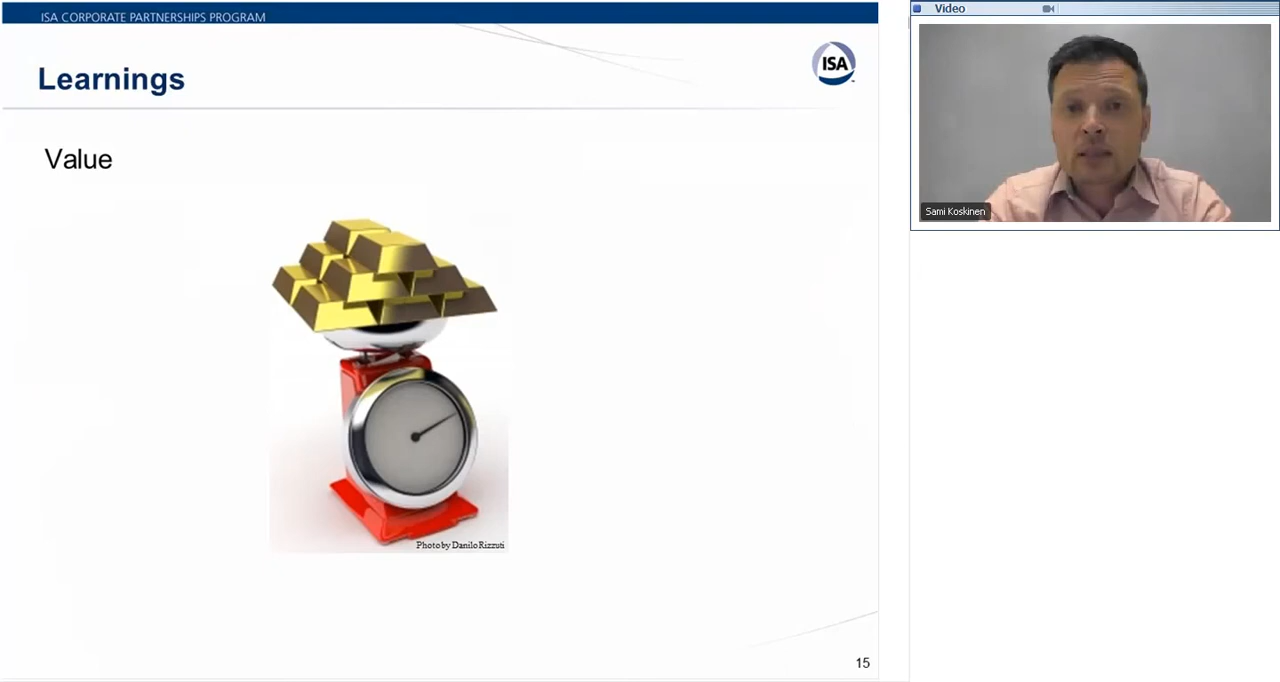 ISA CORPORATE PARTNERSHIPS PROGRAM
ISA
Learnings
Value
Photo by Danilo Rizzuti
15
Video
Sami Koskinen